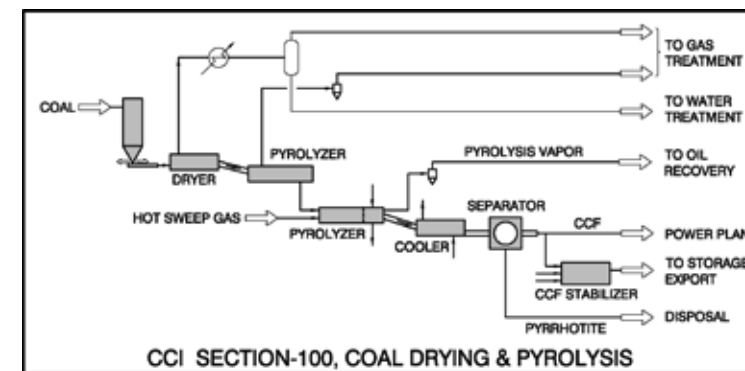 TO GAS
TREATMENT
COAL
TO WATER
TREATMENT
PYROLYZER
PYROLYSIS VAPOR
TO OIL
RECOVERY
DRYER
SEPARATOR
HOT SWEEP GAS
PYROLYZER
COOLER
CCF
POWER PLAN
TO STORAGE
EXPORT
CCF STABILIZER
PYRRHOTITE
DISPOSAL
CCI SECTION-100, COAL DRYING & PYROLYSIS